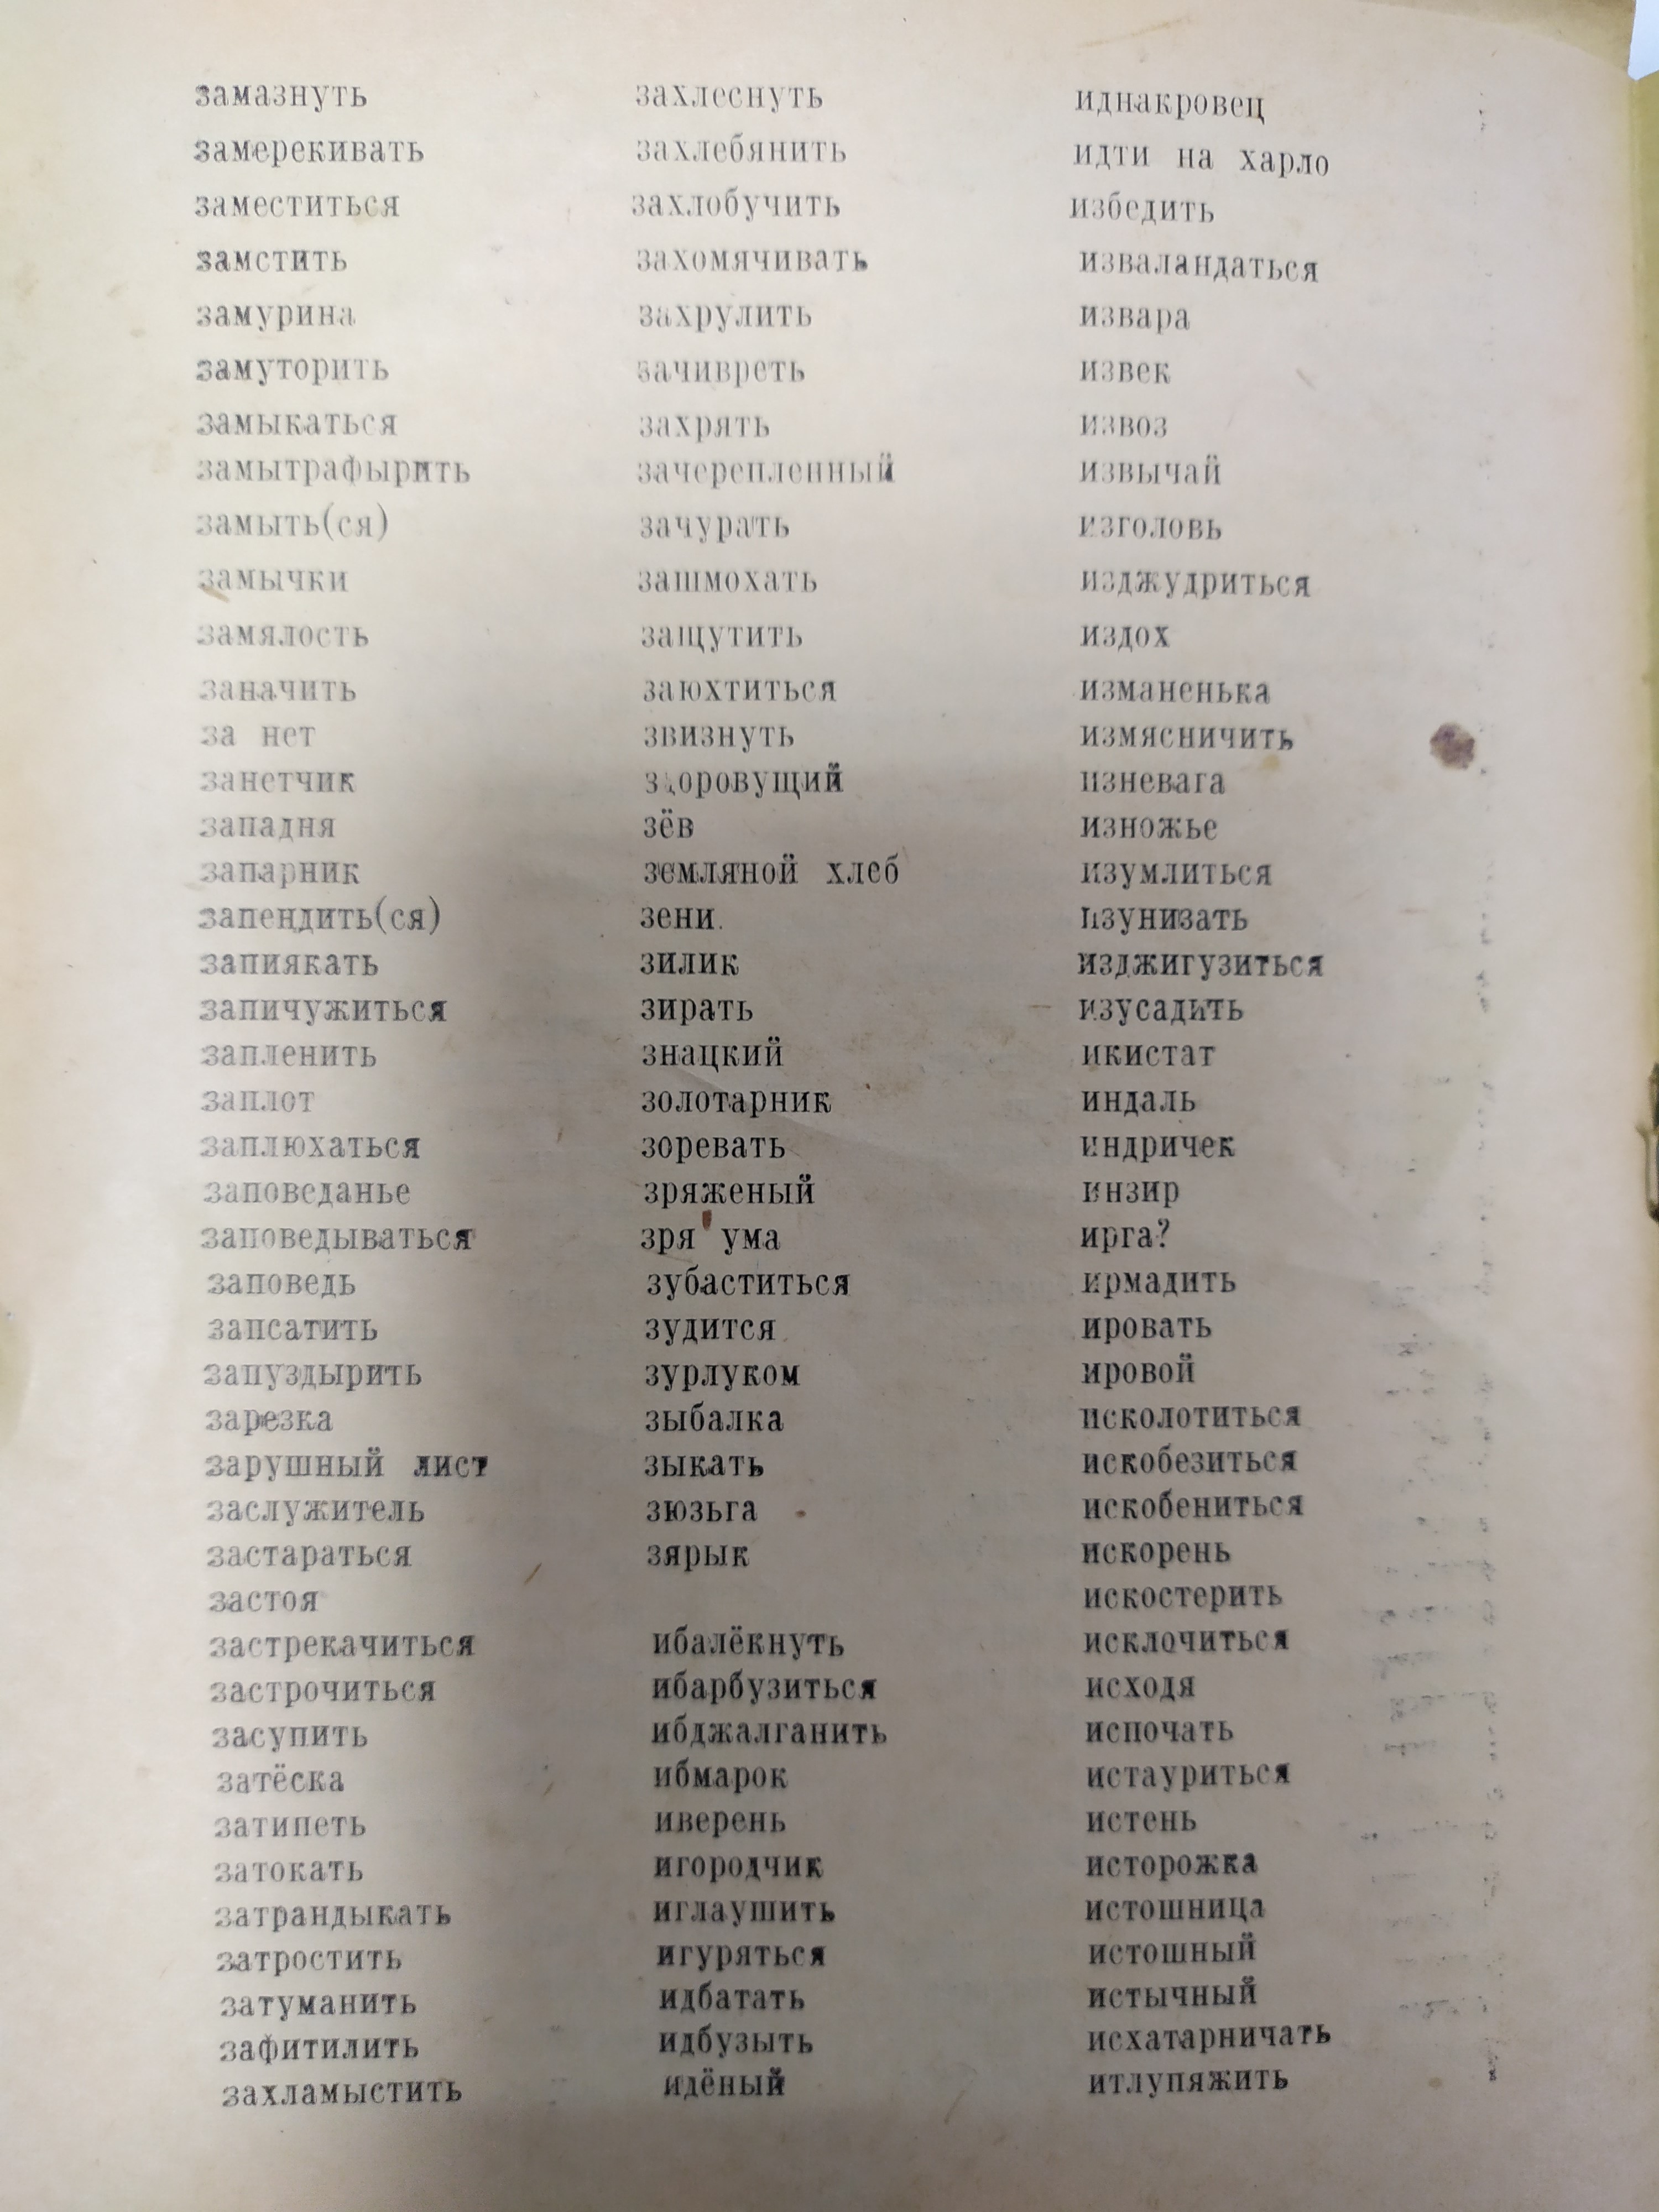 замазнуть
замерекивать
заместиться
замстить
замурина
замуторить
замыкаться
замытрафырить
замыть(ся)
замычки
замялость
заначить
за нет
занетчик
западня
запарник
запендить(ся)
запиякать
запичужиться
запленить
заплот
заплюхаться
заповеданье
заповедываться
заповедь
запсатить
запуздырить
зарезка
зарушный лист
заслужитель
застараться
застоя
застрекачиться
застрочиться
засупить
затёска
затипеть
затокать
затрандыкать
затростить
затуманить
зафитилить
захламыстить
захлеснуть
захлебянить
захлобучить
захомячивать
захрулить
зачивреть
захрять
зачерепленный
зачурать
зашмохать
защутить
заюхтиться
звизнуть
здоровущий
зёв
земляной хлеб
зени.
зилик
зирать
знацкий
золотарник
зоревать
зряженый
зря ума
зубаститься
зудится
зурлуком
зыбалка
зыкать
зюзьга
зярык
ибалёкнуть
ибарбузиться
ибджалганить
ибмарок
иверень
игородчик
иглаушить
игуряться
идбатать
идбузыть
идёный
иднакровец
идти на харло
избедить
изваландаться
извара
извек
извоз
извычай
изголовь
изджудриться
издох
изманенька
измясничить
изневага
изножье
изумлиться
изунизать
изджигузиться
изусадить
икистат
индаль
индричек
инзир
ирга?
ирмадить
ировать
ировой
исколотиться
искобезиться
искобениться
искорень
искостерить
исклочиться
исходя
испочать
истауриться
истень
исторожка
истошница
истошный
истычный
исхатарничать
итлупяжить